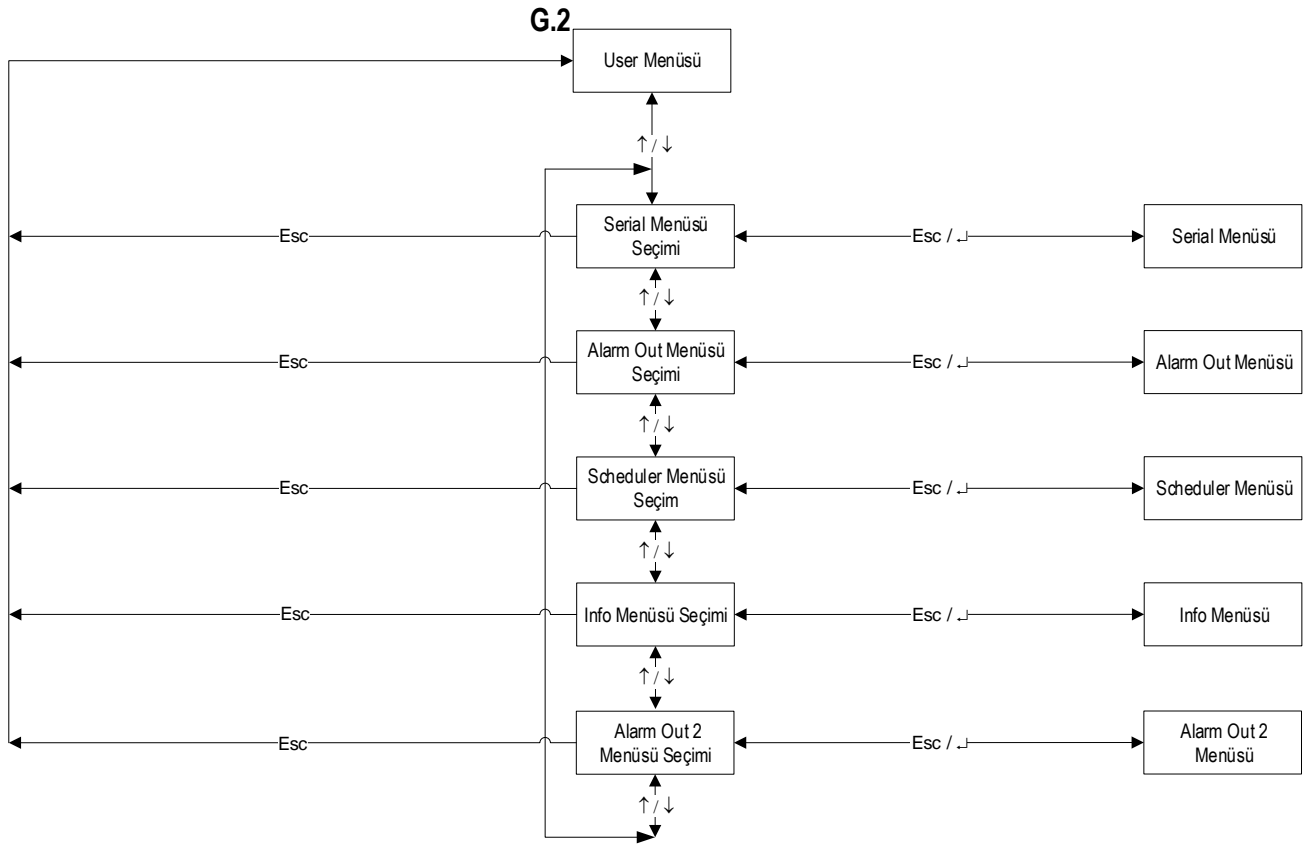 G.2
User Menüsü
↑ / ↓
Serial Menüsü
Seçimi
Esc
Esc / ↵
Serial Menüsü
↑ / ↓
Alarm Out Menüsü
Seçimi
Esc
Esc / ↵
Alarm Out Menüsü
↑ / ↓
Scheduler Menüsü
Seçim
Esc
Esc / ↵
Scheduler Menüsü
↑ / ↓
Info Menüsü Seçimi
Esc
Esc / ↵
Info Menüsü
↑ / ↓
Alarm Out 2
Menüsü Seçimi
Esc
Esc / ↵
Alarm Out 2
Menüsü
↑ / ↓